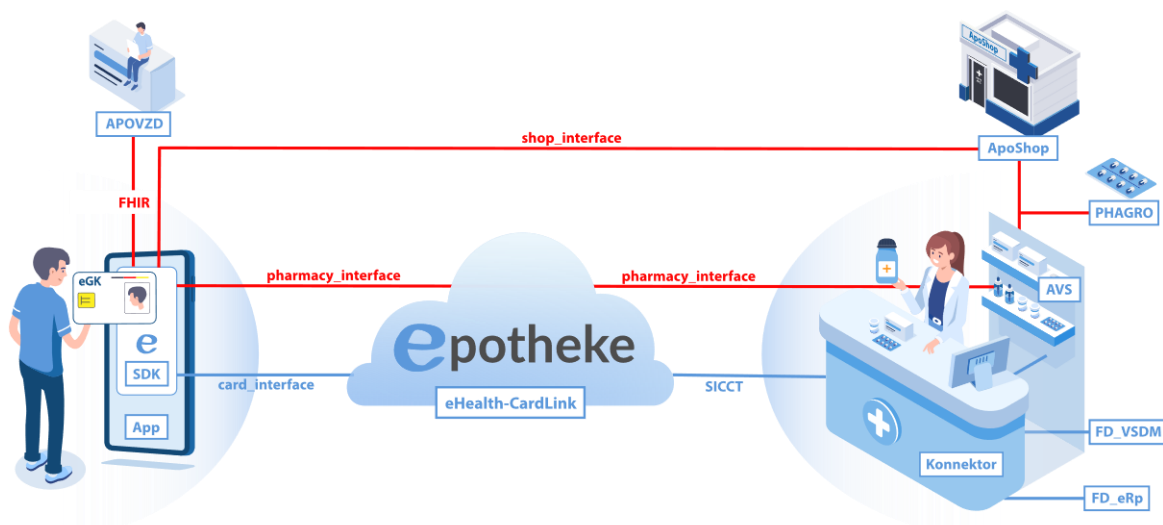 ApoShop
APOVZD
shop_interface
ApoShop
FHIR
PHAGRO
eGK
pharmacy_interface
pharmacy_interface
AVS
e
epotheke
SDK
card_interface
SICCT
eHealth-CardLink
App
FD_VSDM
Konnektor
FD_eRp